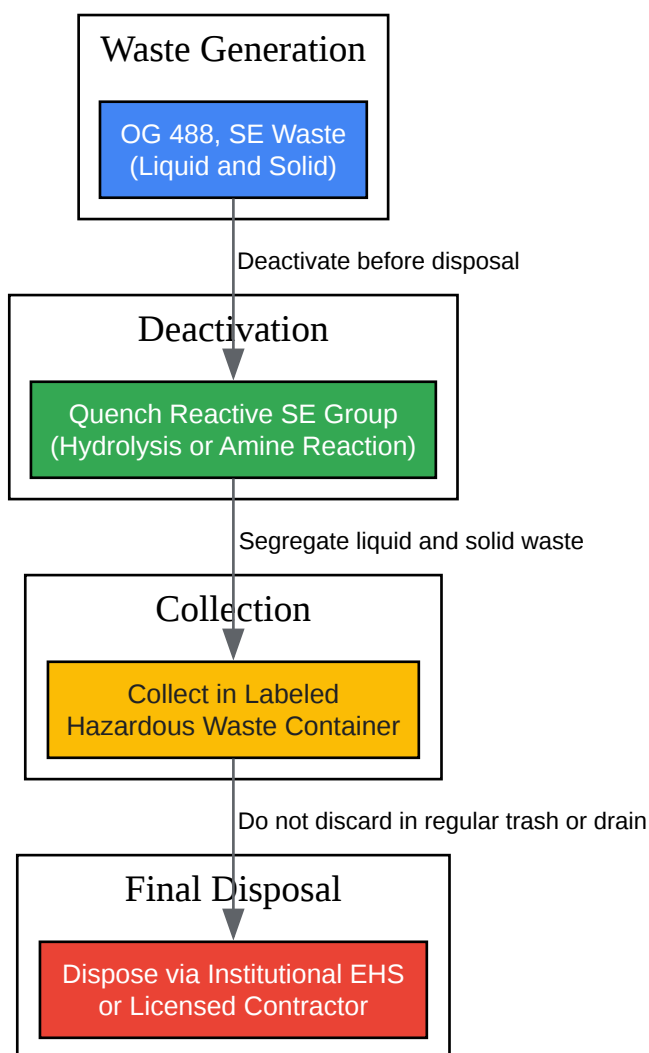 Waste Generation
OG 488, SE Waste
(Liquid and Solid)
Deactivate before disposal
Deactivation
Quench Reactive SE Group
(Hydrolysis or Amine Reaction)
Segregate liquid and solid waste
Collection
Collect in Labeled
Hazardous Waste Container
Do not discard in regular trash or drain
Final Disposal
Dispose via Institutional EHS
or Licensed Contractor